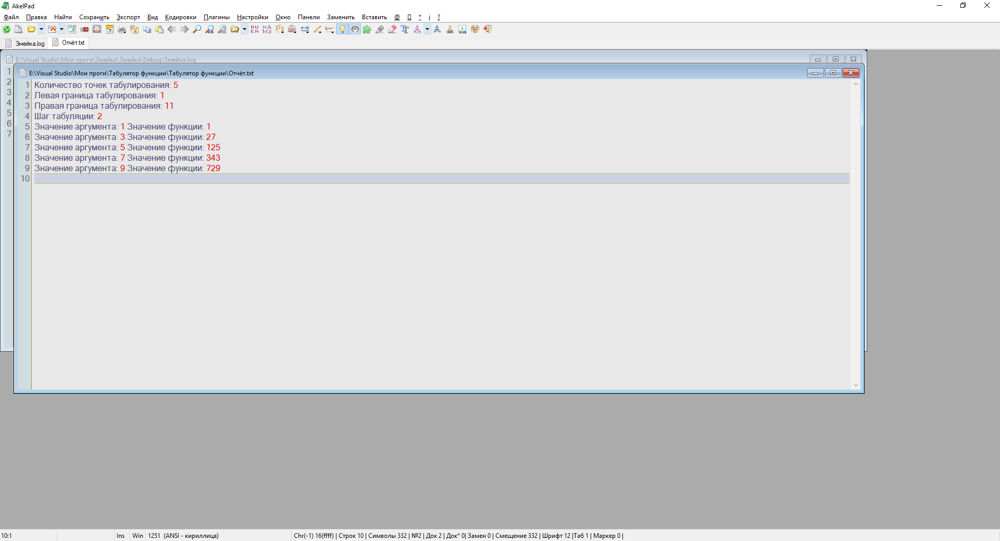 AkelPad
Файл Правка Найти Сохранить Экспорт Вид Кодировки Плагины Настройки Окно Панели Заменить Вставить @ * i ?
Змейка.log Отчёт.txt
E:\Visual Studio\Мои проги\Змейка\Змейка\Debug\Змейка.log
1
2
3
4
5
6
7
E:\Visual Studio\Мои проги\Табулятор функции\Табулятор функции\Отчёт.txt
1 Количество точек табулирования: 5
2 Левая граница табулирования: 1
3 Правая граница табулирования: 11
4 Шаг табуляции: 2
5 Значение аргумента: 1 Значение функции: 1
6 Значение аргумента: 3 Значение функции: 27
7 Значение аргумента: 5 Значение функции: 125
8 Значение аргумента: 7 Значение функции: 343
9 Значение аргумента: 9 Значение функции: 729
10
10:1 Ins Win 1251 (ANSI - кириллица) Chr(-1) 16(ffff) | Строк 10 | Символы 332 | №2 | Док 2 | Док* 0| Замен 0 | Смещение 332 | Шрифт 12 |Таб 1 | Маркер 0 |